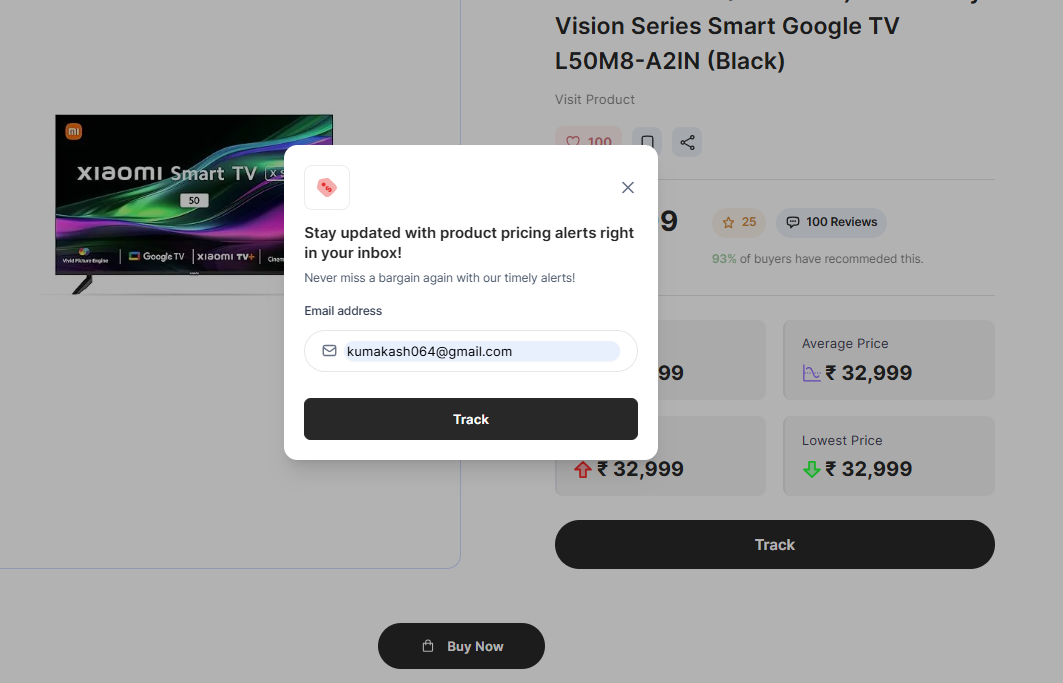 Vision Series Smart Google TV
L50M8-A2IN (Black)
Visit Product
100
mi
xiaomi Smart TV
50
Vivid Picture Engine
Google TV
xiaomi TV+
9
25
100 Reviews
93% of buyers have recommeded this.
Stay updated with product pricing alerts right
in your inbox!
Never miss a bargain again with our timely alerts!
Email address
kumakash064@gmail.com
Track
99
Average Price
₹ 32,999
₹ 32,999
Lowest Price
₹ 32,999
Track
Buy Now